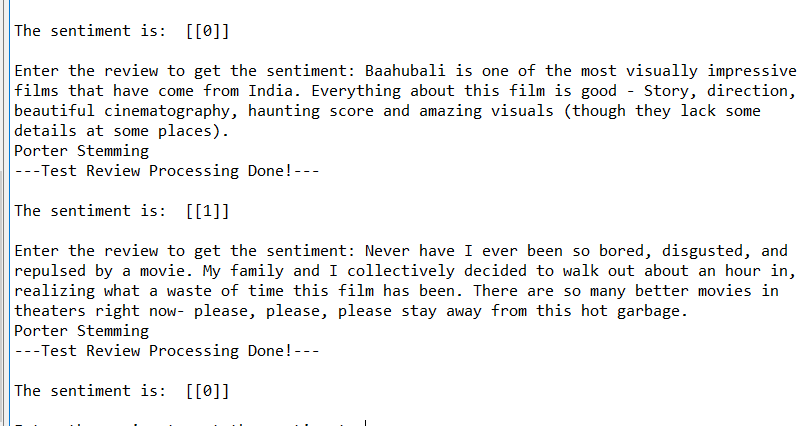 The sentiment is:  [[0]]
Enter the review to get the sentiment: Baahubali is one of the most visually impressive
films that have come from India. Everything about this film is good - Story, direction,
beautiful cinematography, haunting score and amazing visuals (though they lack some
details at some places).
Porter Stemming
---Test Review Processing Done!---
The sentiment is:  [[1]]
Enter the review to get the sentiment: Never have I ever been so bored, disgusted, and
repulsed by a movie. My family and I collectively decided to walk out about an hour in,
realizing what a waste of time this film has been. There are so many better movies in
theaters right now- please, please, please stay away from this hot garbage.
Porter Stemming
---Test Review Processing Done!---
The sentiment is:  [[0]]